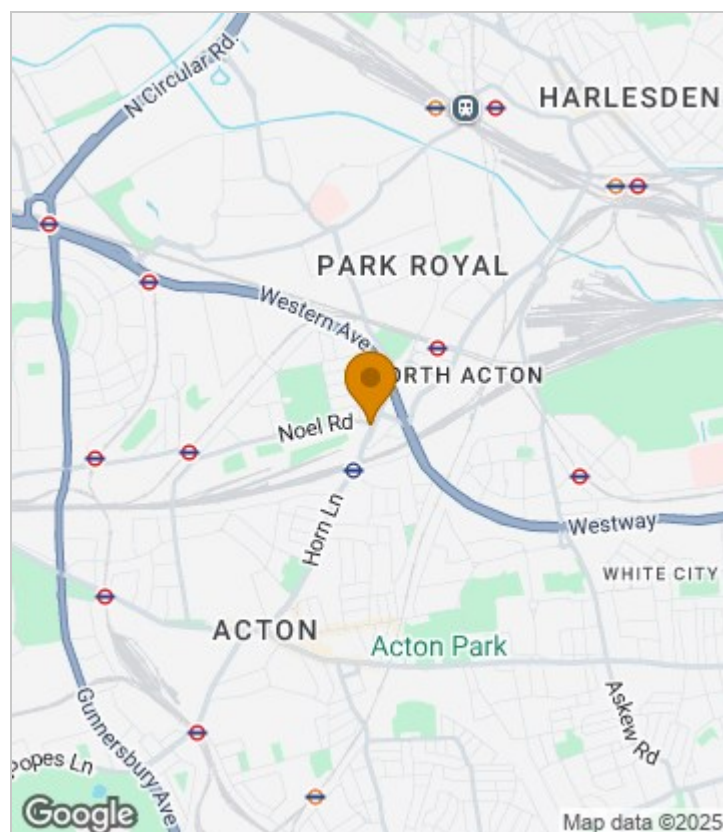 N Circular Rd.
HARLESDEN
PARK ROYAL
Western Ave
ORTH ACTON
Noel Rd
Horn Ln
Westway
WHITE CITY
ACTON
Acton Park
Askew Rd
Gunnersbury Ave
Popes Ln
Google
Map data ©2025